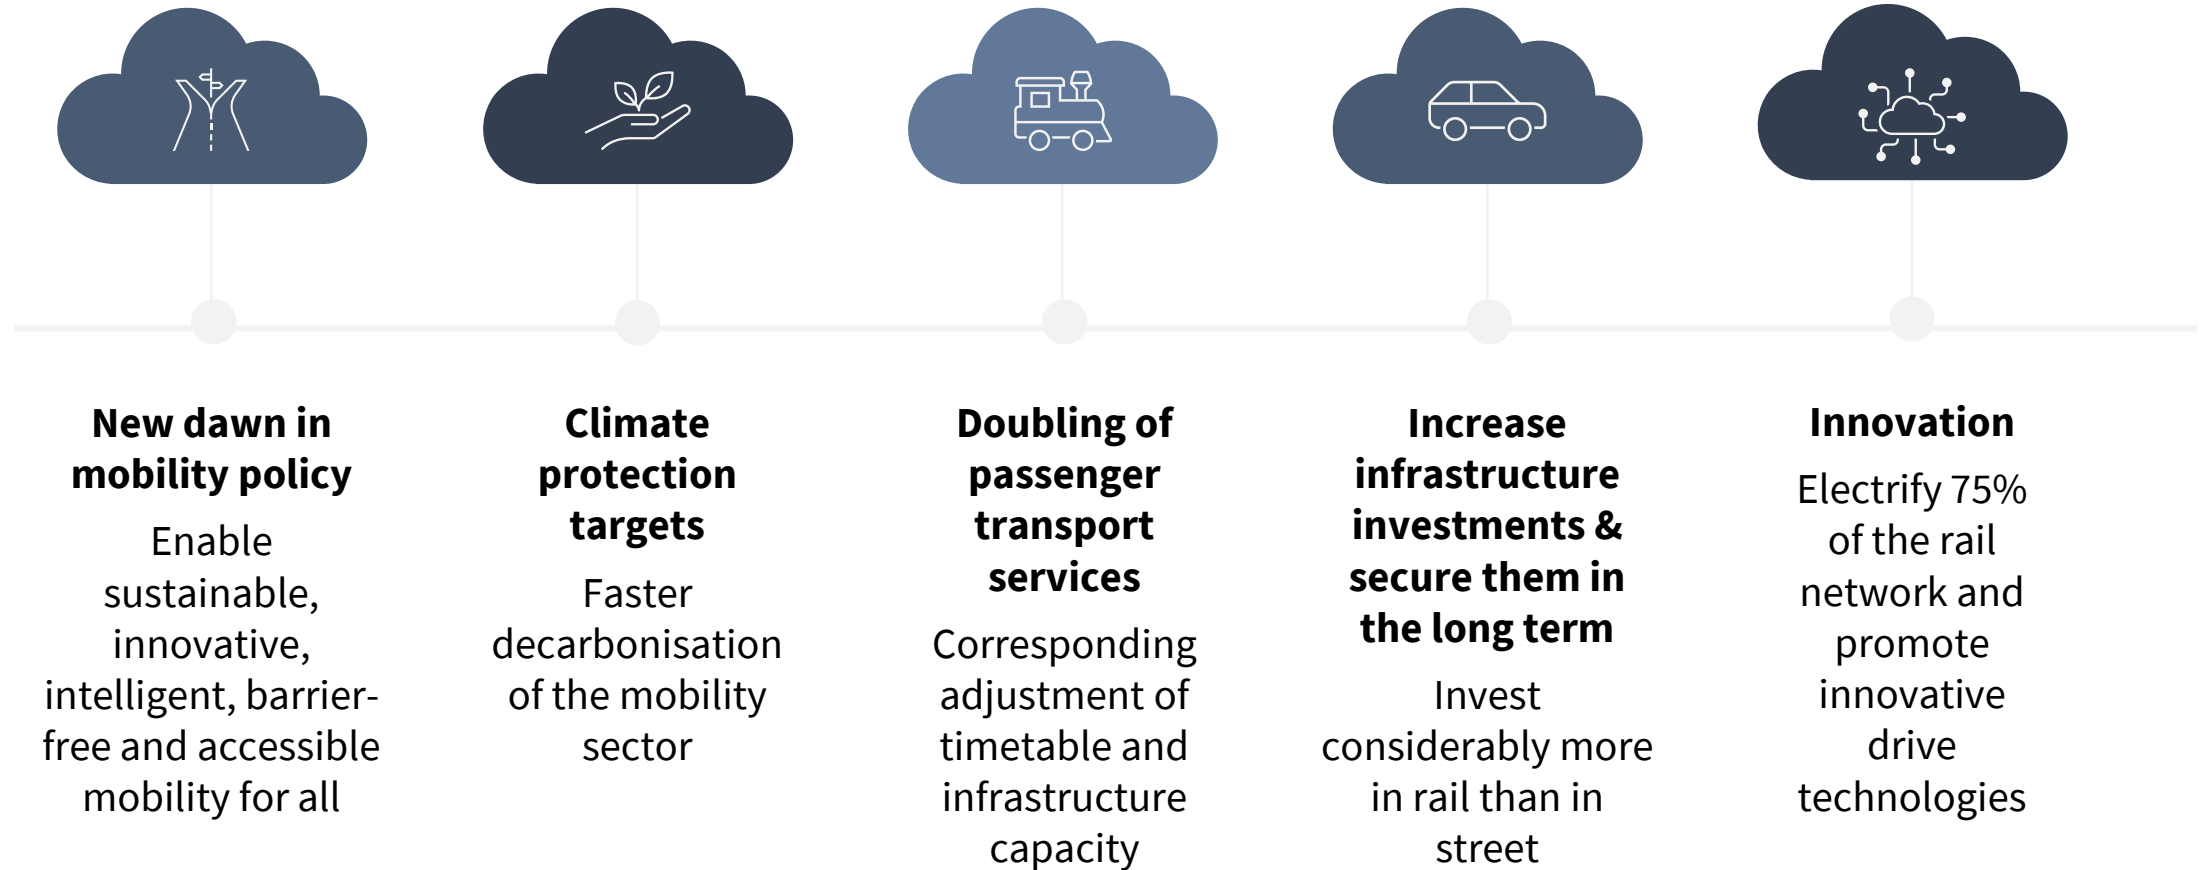 New dawn in
mobility policy
Enable
sustainable,
innovative,
intelligent, barrier-
free and accessible
mobility for all
Climate
protection
targets
Faster
decarbonisation
of the mobility
sector
Doubling of
passenger
transport
services
Corresponding
adjustment of
timetable and
infrastructure
capacity
Increase
infrastructure
investments &
secure them in
the long term
Invest
considerably more
in rail than in
street
Innovation
Electrify 75%
of the rail
network and
promote
innovative
drive
technologies